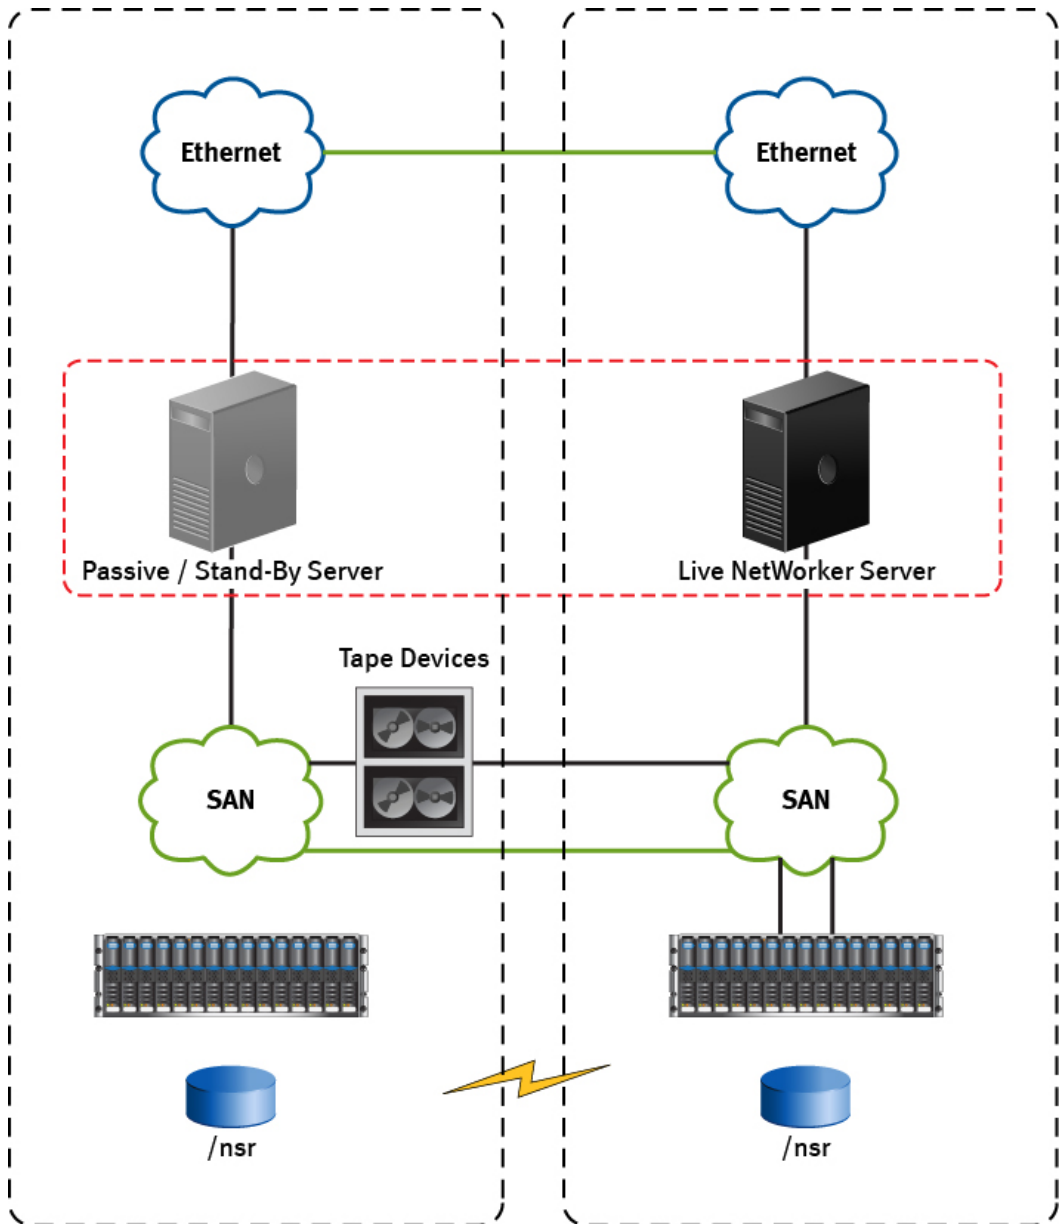 Ethernet
Ethernet
Passive / Stand-By Server
Live NetWorker Server
Tape Devices
SAN
SAN
/nsr
/nsr